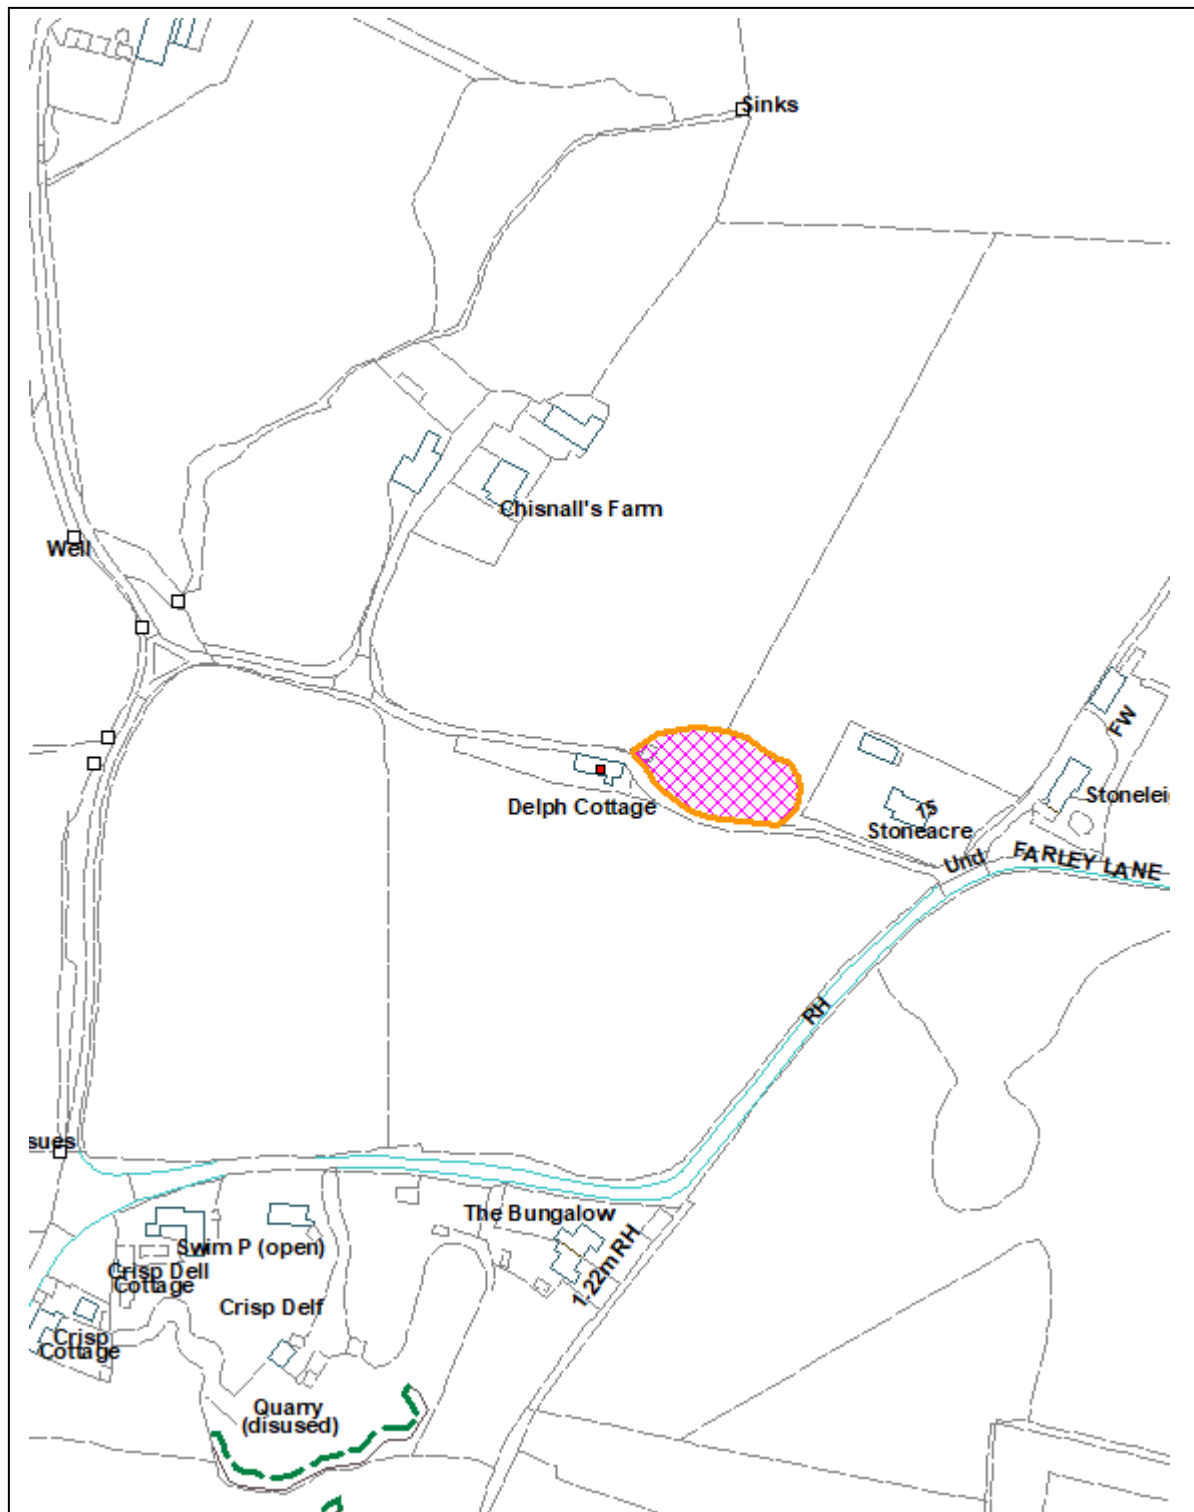 Sinks
Chisnall's Farm
Well
FW
Delph Cottage
15
Stoneacre
Stoneleig
Und
FARLEY LANE
RH
sues
The Bungalow
Swim P (open)
1.22m RH
Crisp Dell
Cottage
Crisp Delf
Crisp
Cottage
Quarry
(disused)